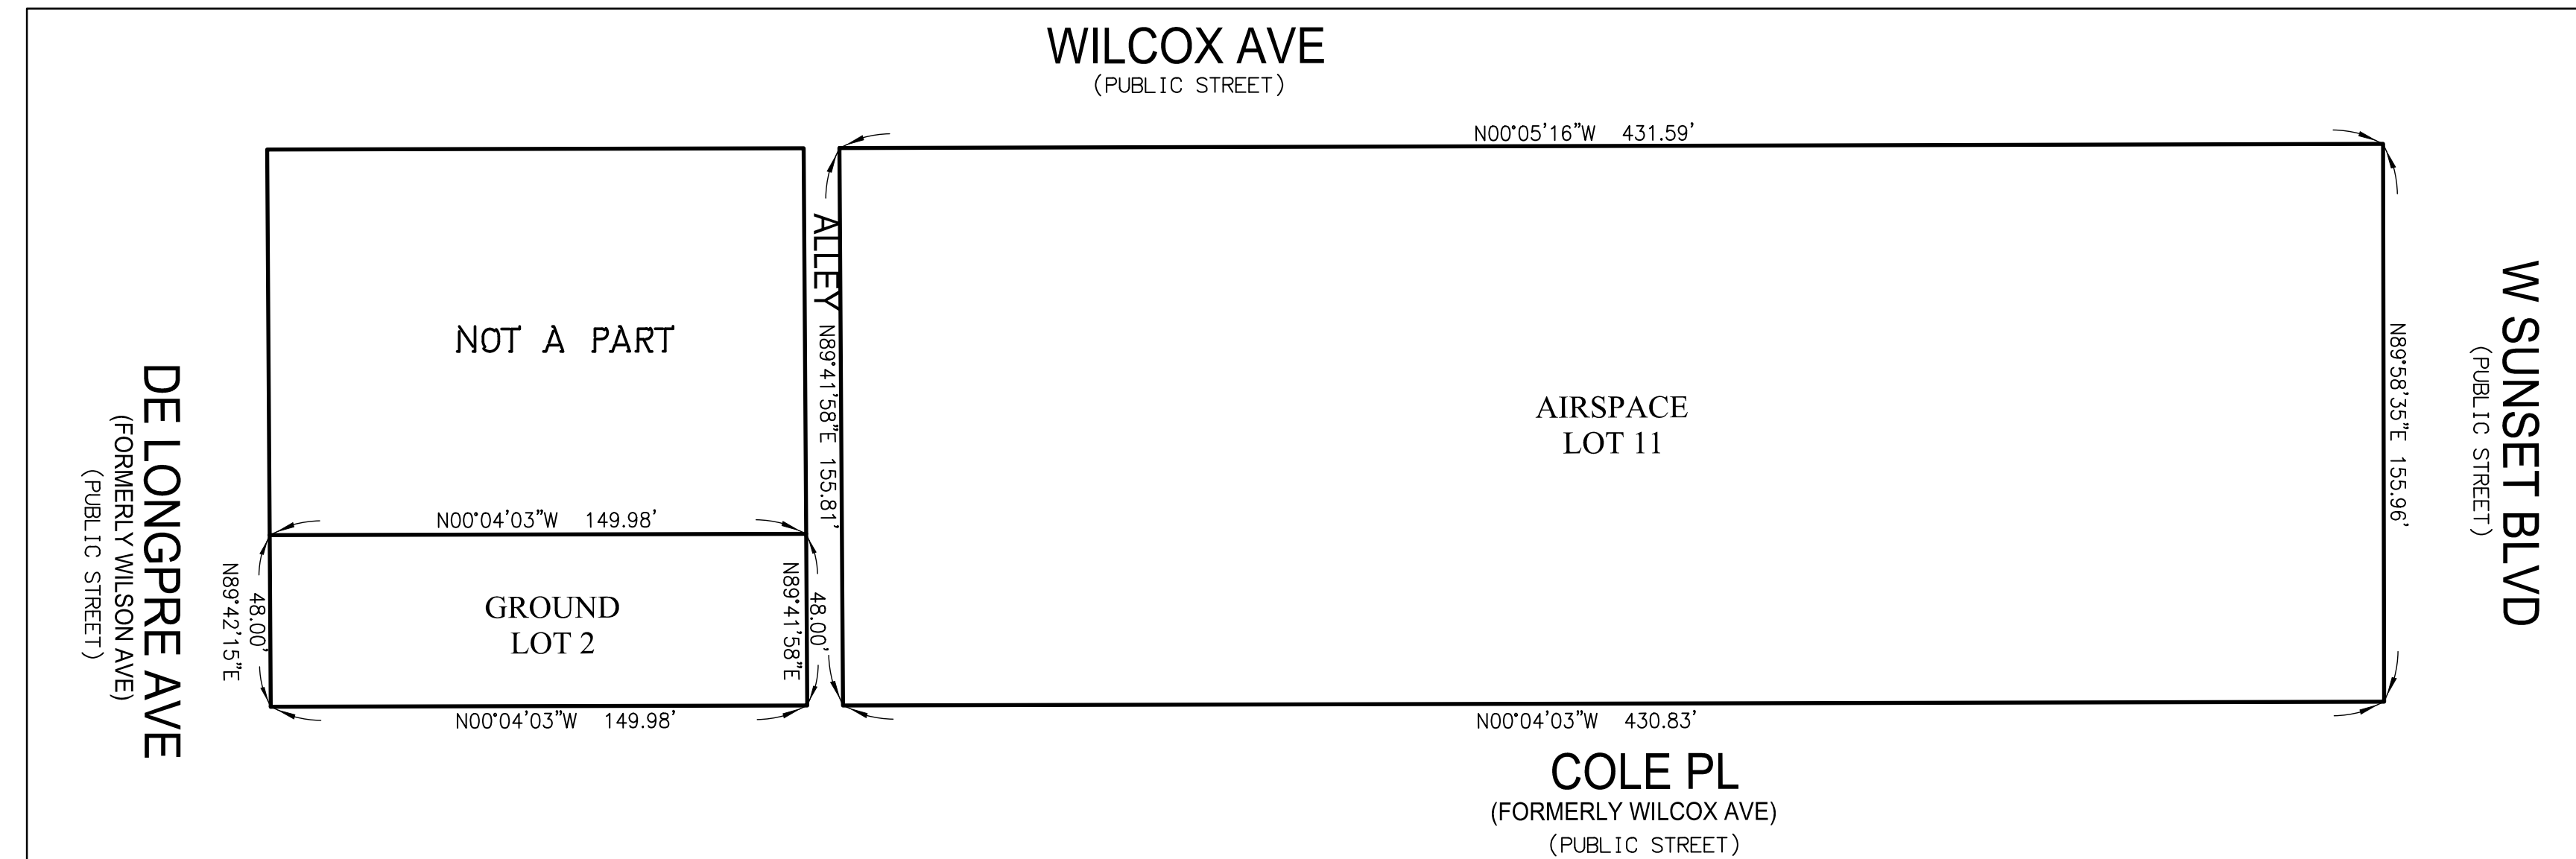 WILCOX AVE
(PUBLIC STREET)
N00°05'16"W 431.59'
ALLEY
N89°41'58"E 155.81'
NOT A PART
AIRSPACE
LOT 11
N89°58'35"E 155.96'
W SUNSET BLVD
(PUBLIC STREET)
DE LONGPRE AVE
(FORMERLY WILSON AVE)
(PUBLIC STREET)
N00°04'03"W 149.98'
N89°42'15"E
48.00'
GROUND
LOT 2
N89°41'58"E
48.00'
N00°04'03"W 149.98'
N00°04'03"W 430.83'
COLE PL
(FORMERLY WILCOX AVE)
(PUBLIC STREET)